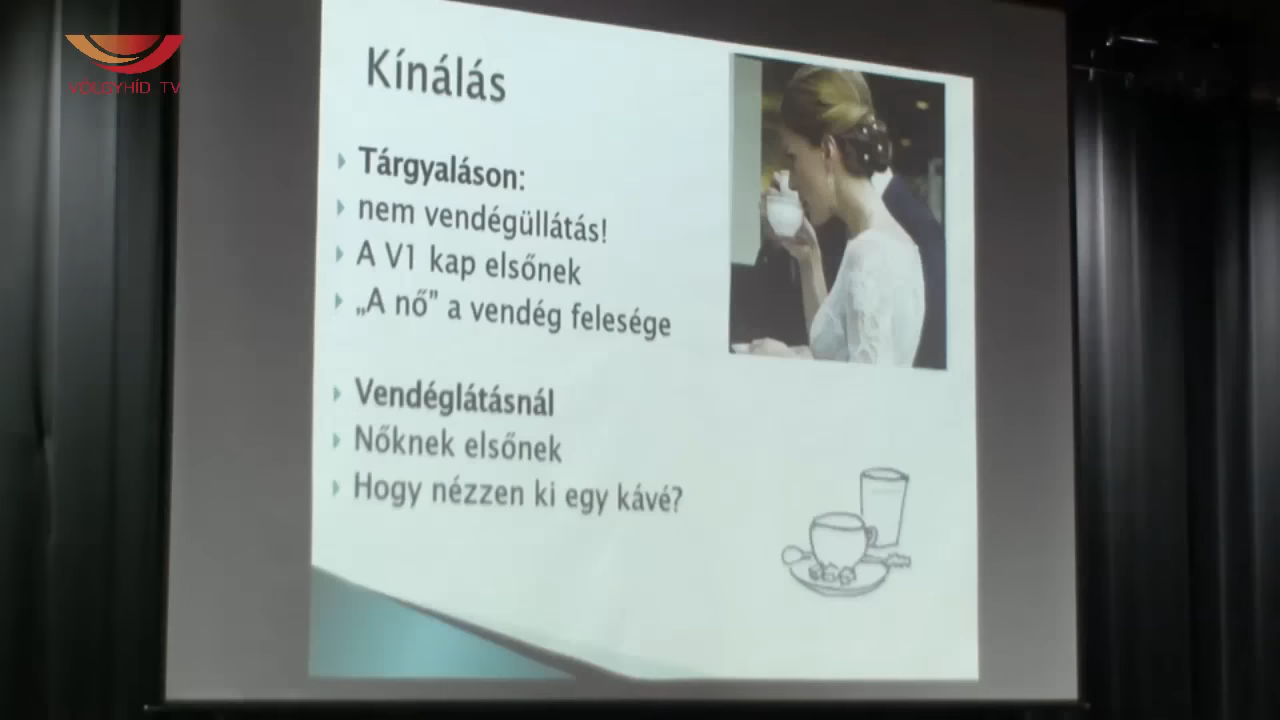 VÖLGYHÍD TV
Kínálás
Tárgyaláson:
nem vendégüllátás!
A V1 kap elsőnek
„A nő” a vendég felesége
Vendéglátásnál
Nőknek elsőnek
Hogy nézzen ki egy kávé?